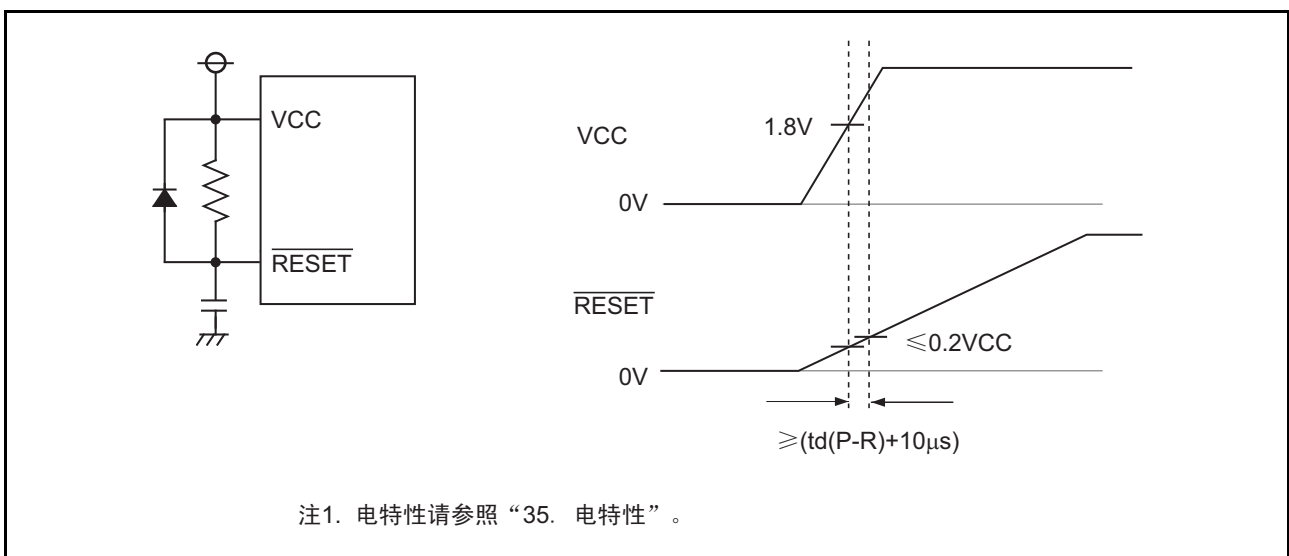 VCC
RESET
VCC
1.8V
0V
RESET
≤0.2VCC
0V
≥(td(P-R)+10μs)
注1. 电特性请参照“35. 电特性”。